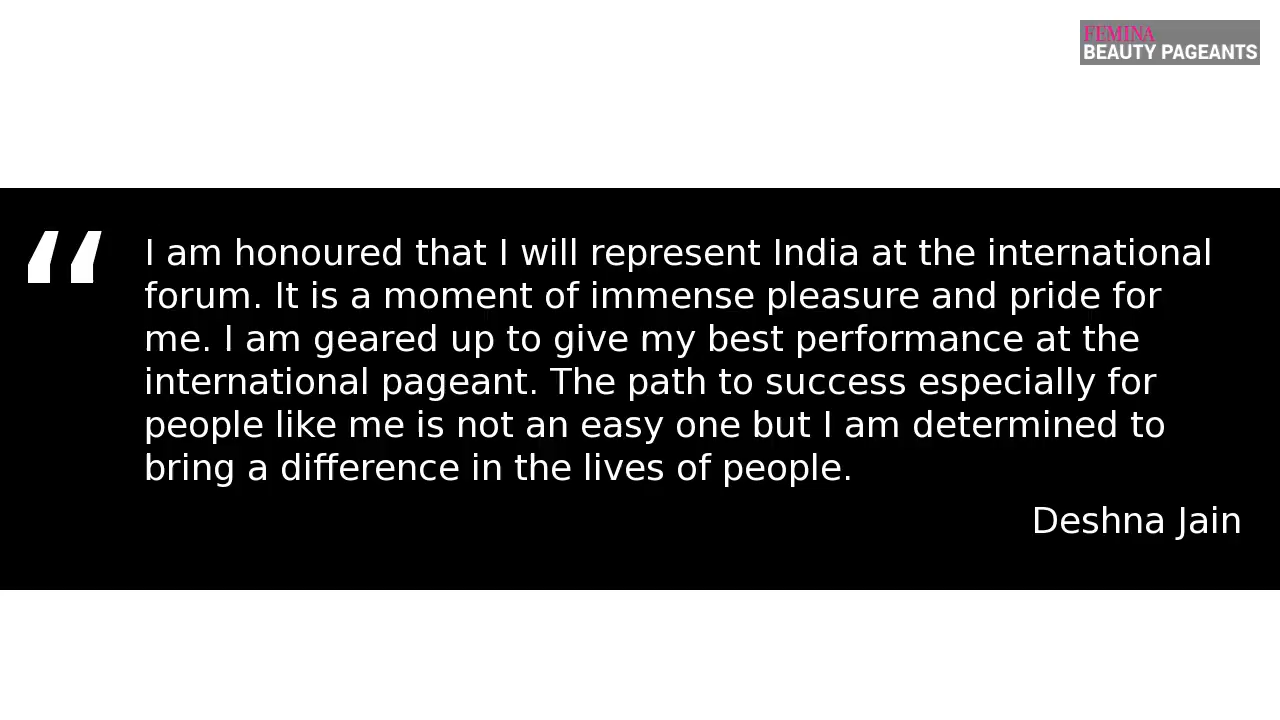 FEMINA
BEAUTY PAGEANTS
“
I am honoured that I will represent India at the international
forum. It is a moment of immense pleasure and pride for
me. I am geared up to give my best performance at the
international pageant. The path to success especially for
people like me is not an easy one but I am determined to
bring a difference in the lives of people.
Deshna Jain